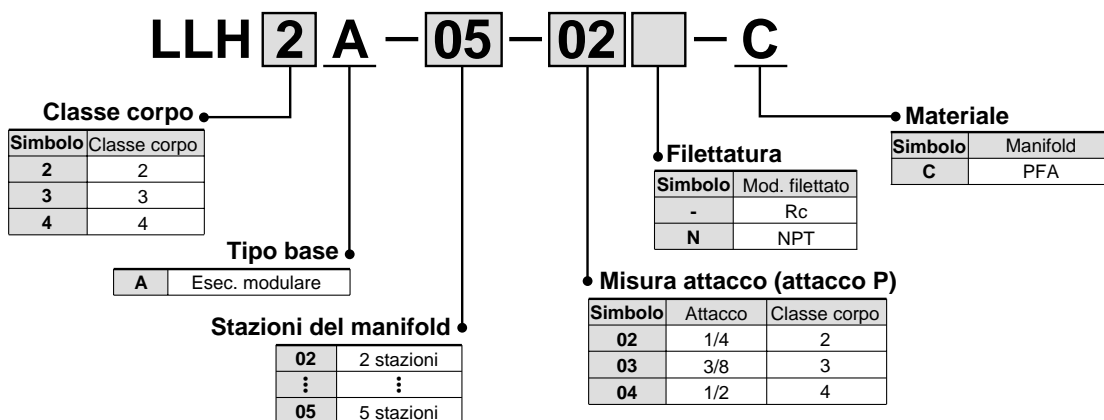 LLH 2 A - 05 - 02 - C
Classe corpo
Simbolo Classe corpo
2 2
3 3
4 4
Tipo base
A Esec. modulare
Stazioni del manifold
02 2 stazioni
⋮ ⋮
05 5 stazioni
Misura attacco (attacco P)
Simbolo Attacco Classe corpo
02 1/4 2
03 3/8 3
04 1/2 4
Filettatura
Simbolo Mod. filettato
- Rc
N NPT
Materiale
Simbolo Manifold
C PFA